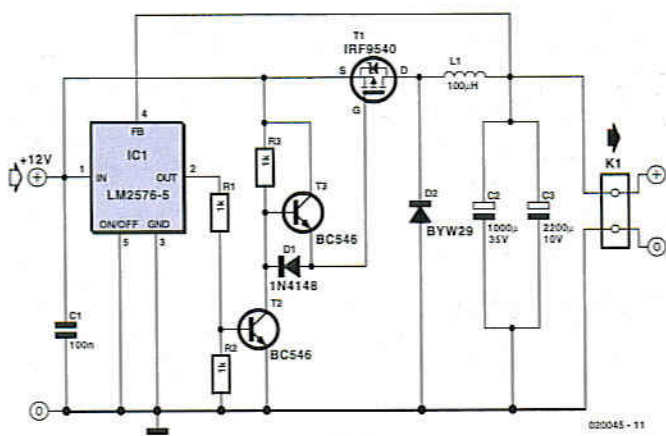 T1
IRF9540
S
D
G
L1
100µH
4
FB
IC1
+12V
1
IN
OUT
2
LM2576-5
ON/OFF
GND
5
3
R1
1k
R3
1k
T3
BC546
D1
1N4148
T2
BC546
R2
1k
C1
100n
D2
BYW29
C2
1000µ
35V
C3
2200µ
10V
K1
+
0
+
0
020045 - 11